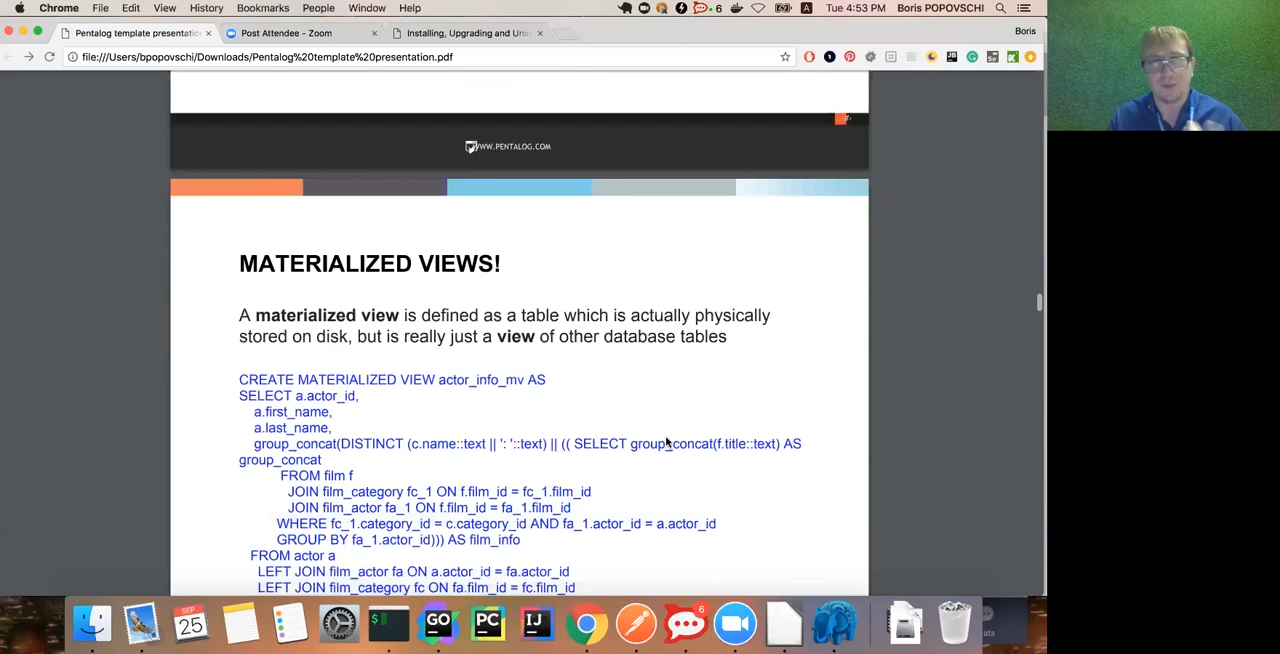 Chrome File Edit View History Bookmarks People Window Help 6 A Tue 4:53 PM Boris POPOVSCHI
Pentalog template presentatio × Post Attendee - Zoom × Installing, Upgrading and Unin × Boris
file:///Users/bpopovschi/Downloads/Pentalog%20template%20presentation.pdf
WWW.PENTALOG.COM
MATERIALIZED VIEWS!
A materialized view is defined as a table which is actually physically
stored on disk, but is really just a view of other database tables
CREATE MATERIALIZED VIEW actor_info_mv AS
SELECT a.actor_id,
a.first_name,
a.last_name,
group_concat(DISTINCT (c.name::text || ': '::text) || (( SELECT group_concat(f.title::text) AS
group_concat
FROM film f
JOIN film_category fc_1 ON f.film_id = fc_1.film_id
JOIN film_actor fa_1 ON f.film_id = fa_1.film_id
WHERE fc_1.category_id = c.category_id AND fa_1.actor_id = a.actor_id
GROUP BY fa_1.actor_id))) AS film_info
FROM actor a
LEFT JOIN film_actor fa ON a.actor_id = fa.actor_id
LEFT JOIN film_category fc ON fa.film_id = fc.film_id
SEP
25
$
GO
PC
IJ
6